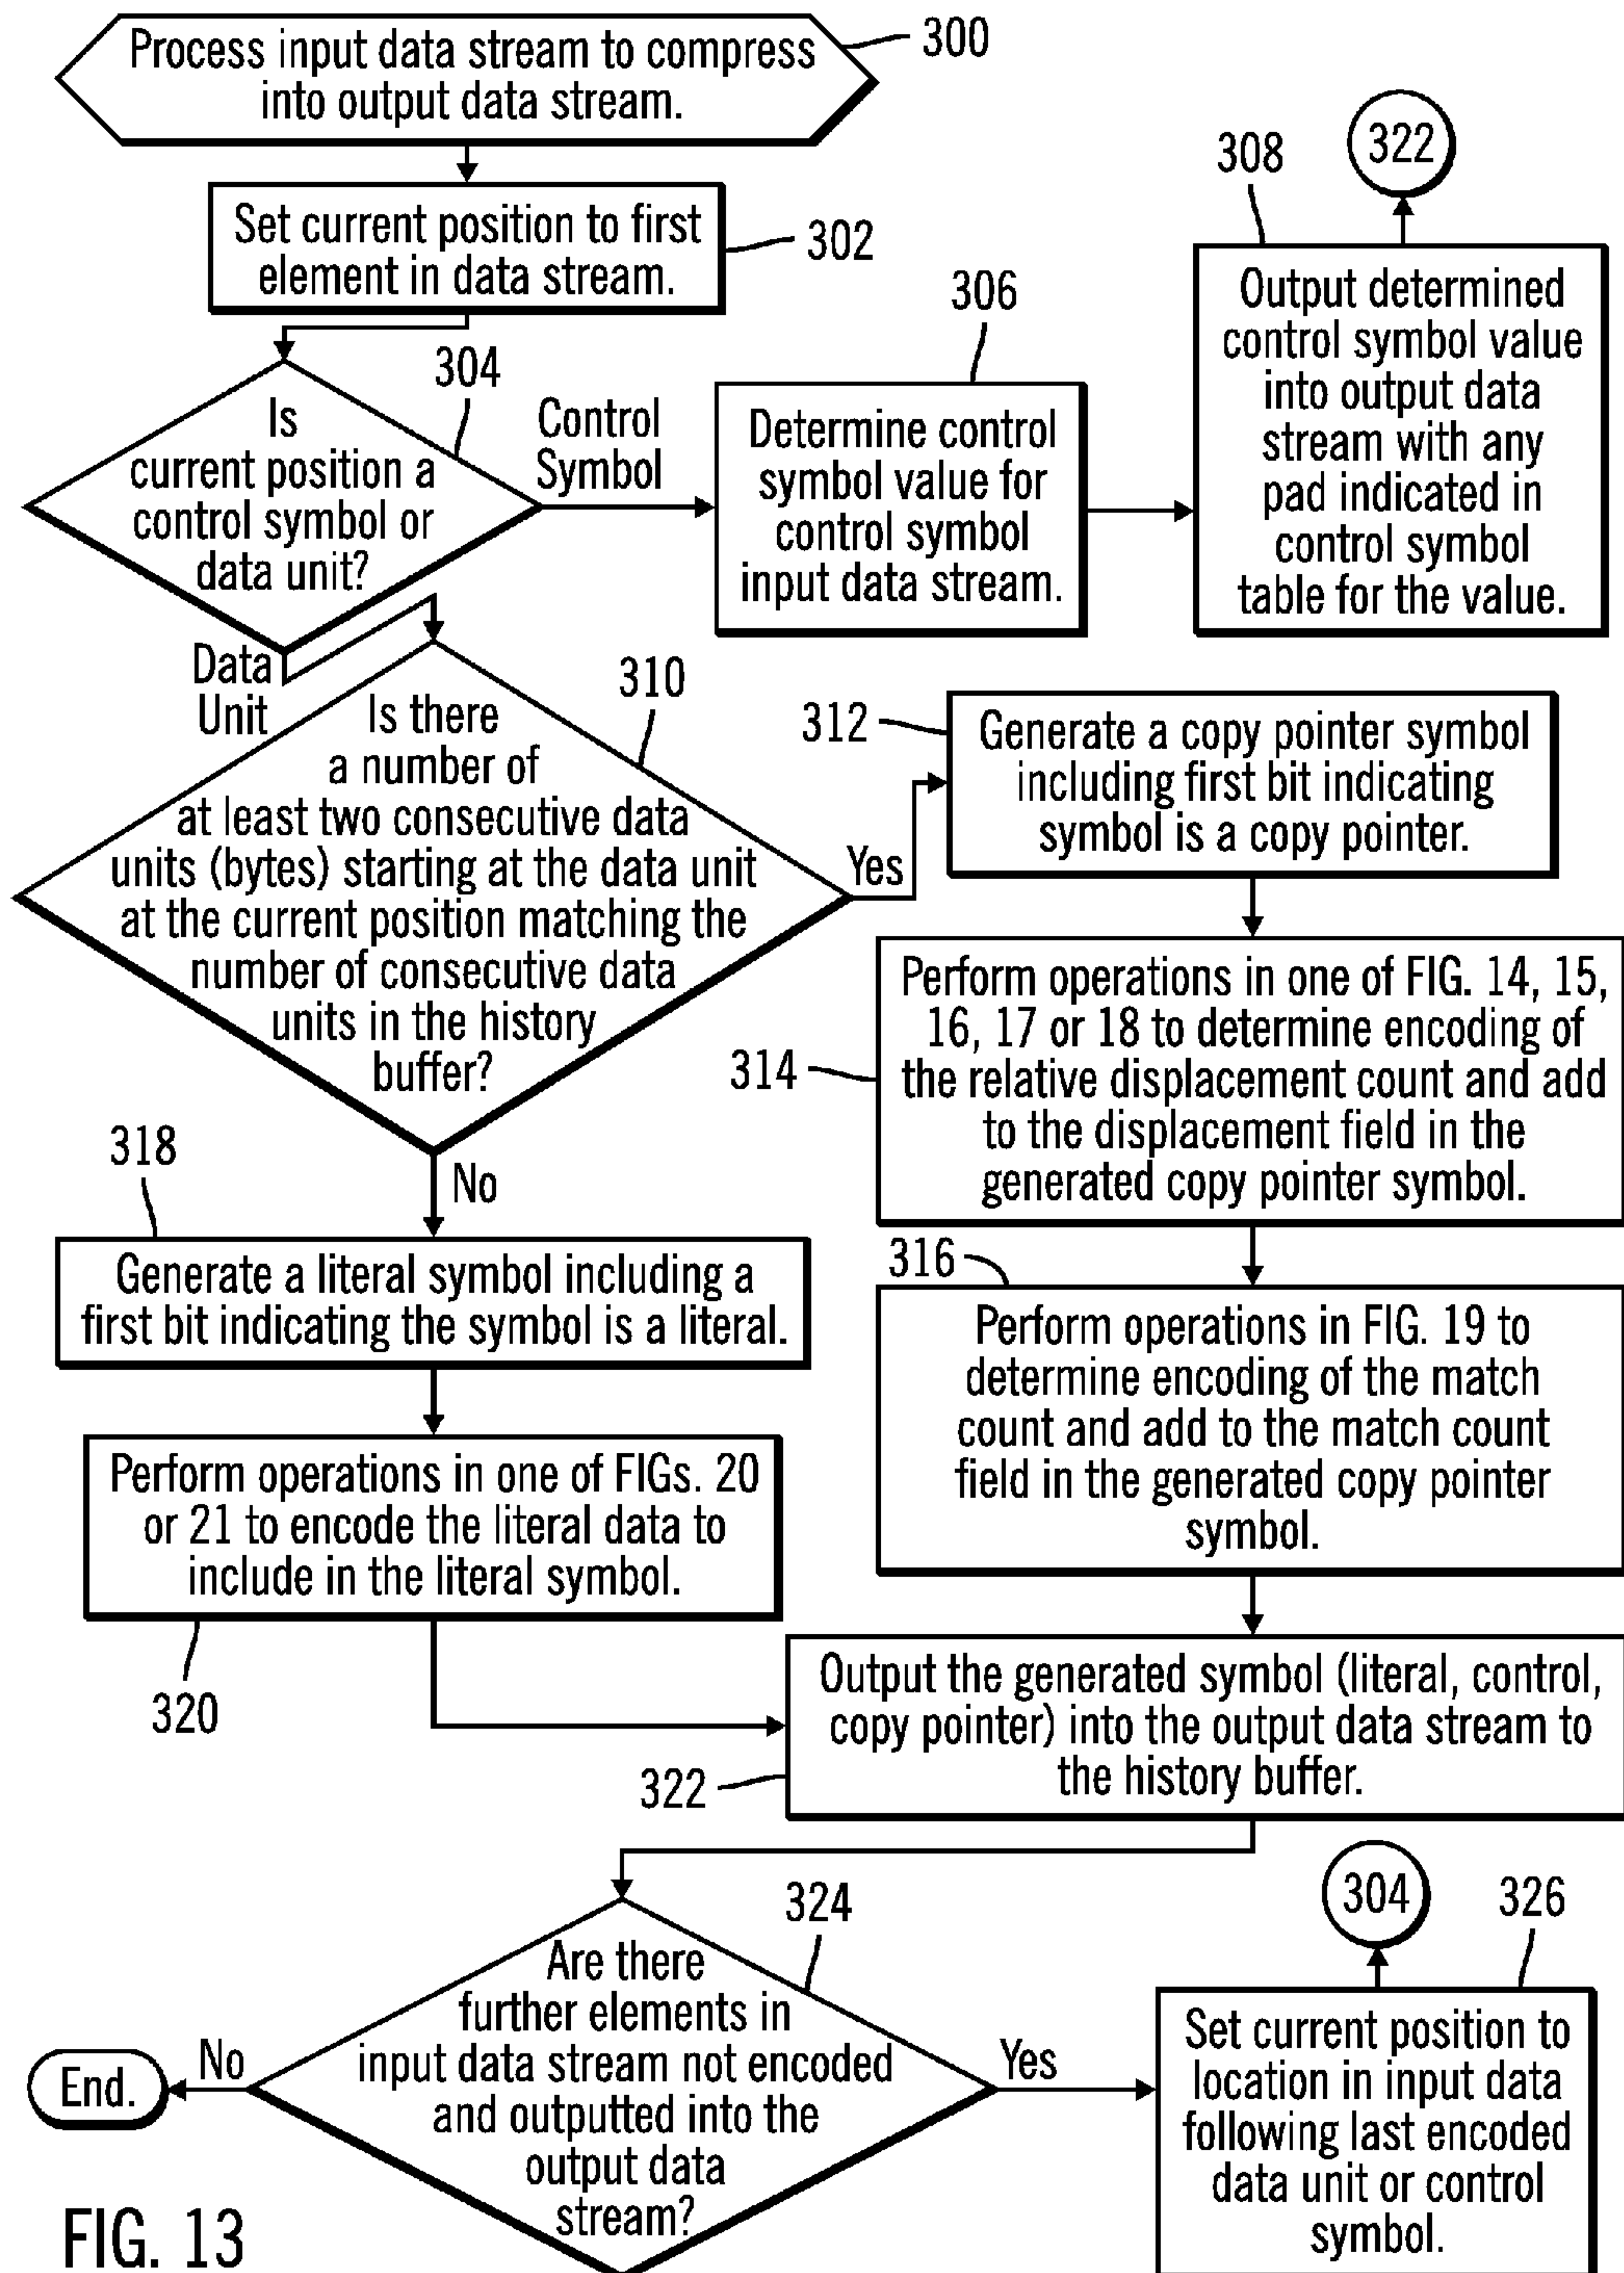 Process input data stream to compress
into output data stream.
300
Set current position to first
element in data stream.
302
304
Is
current position a
control symbol or
data unit?
Control
Symbol
306
Determine control
symbol value for
control symbol
input data stream.
308
322
Output determined
control symbol value
into output data
stream with any
pad indicated in
control symbol
table for the value.
Data
Unit
310
Is there
a number of
at least two consecutive data
units (bytes) starting at the data unit
at the current position matching the
number of consecutive data
units in the history
buffer?
Yes
312
Generate a copy pointer symbol
including first bit indicating
symbol is a copy pointer.
314
Perform operations in one of FIG. 14, 15,
16, 17 or 18 to determine encoding of
the relative displacement count and add
to the displacement field in the
generated copy pointer symbol.
316
Perform operations in FIG. 19 to
determine encoding of the match
count and add to the match count
field in the generated copy pointer
symbol.
No
318
Generate a literal symbol including a
first bit indicating the symbol is a literal.
Perform operations in one of FIGs. 20
or 21 to encode the literal data to
include in the literal symbol.
320
Output the generated symbol (literal, control,
copy pointer) into the output data stream to
the history buffer.
322
324
Are there
further elements in
input data stream not encoded
and outputted into the
output data
stream?
No
End.
Yes
304
326
Set current position to
location in input data
following last encoded
data unit or control
symbol.
FIG. 13